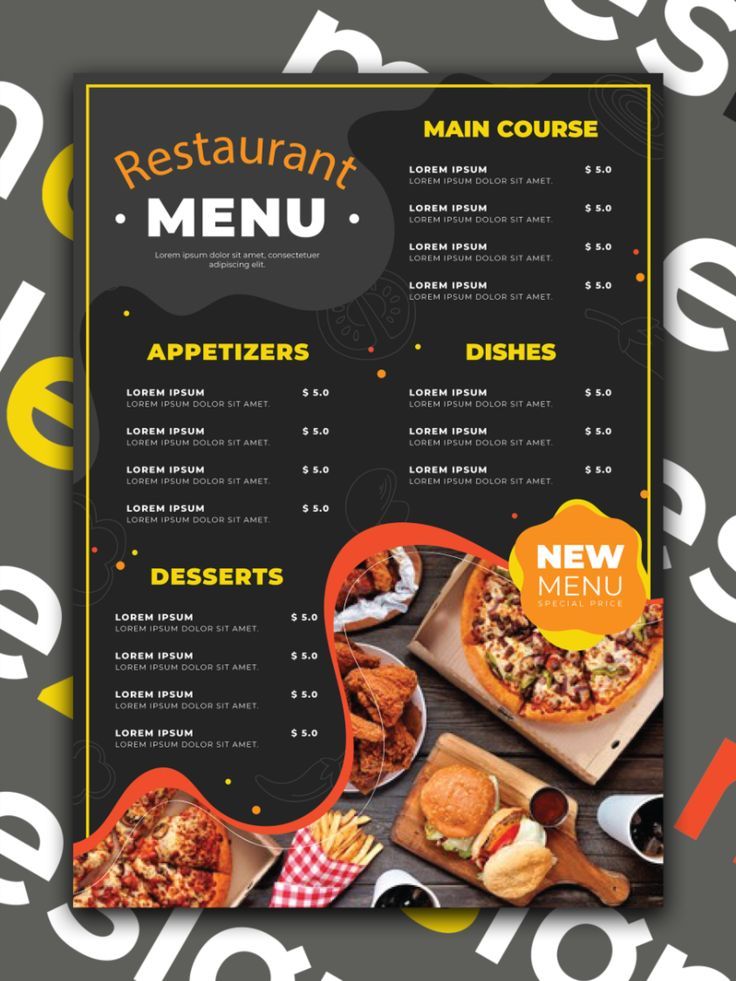 Restaurant
MENU
Lorem ipsum dolor sit amet, consectetuer
adipiscing elit.
MAIN COURSE
LOREM IPSUM $ 5.0
LOREM IPSUM DOLOR SIT AMET.
LOREM IPSUM $ 5.0
LOREM IPSUM DOLOR SIT AMET.
LOREM IPSUM $ 5.0
LOREM IPSUM DOLOR SIT AMET.
LOREM IPSUM $ 5.0
LOREM IPSUM DOLOR SIT AMET.
APPETIZERS
LOREM IPSUM $ 5.0
LOREM IPSUM DOLOR SIT AMET.
LOREM IPSUM $ 5.0
LOREM IPSUM DOLOR SIT AMET.
LOREM IPSUM $ 5.0
LOREM IPSUM DOLOR SIT AMET.
LOREM IPSUM $ 5.0
LOREM IPSUM DOLOR SIT AMET.
DISHES
LOREM IPSUM $ 5.0
LOREM IPSUM DOLOR SIT AMET.
LOREM IPSUM $ 5.0
LOREM IPSUM DOLOR SIT AMET.
LOREM IPSUM $ 5.0
LOREM IPSUM DOLOR SIT AMET.
DESSERTS
LOREM IPSUM $ 5.0
LOREM IPSUM DOLOR SIT AMET.
LOREM IPSUM $ 5.0
LOREM IPSUM DOLOR SIT AMET.
LOREM IPSUM $ 5.0
LOREM IPSUM DOLOR SIT AMET.
LOREM IPSUM $ 5.0
LOREM IPSUM DOLOR SIT AMET.
NEW
MENU
SPECIAL PRICE